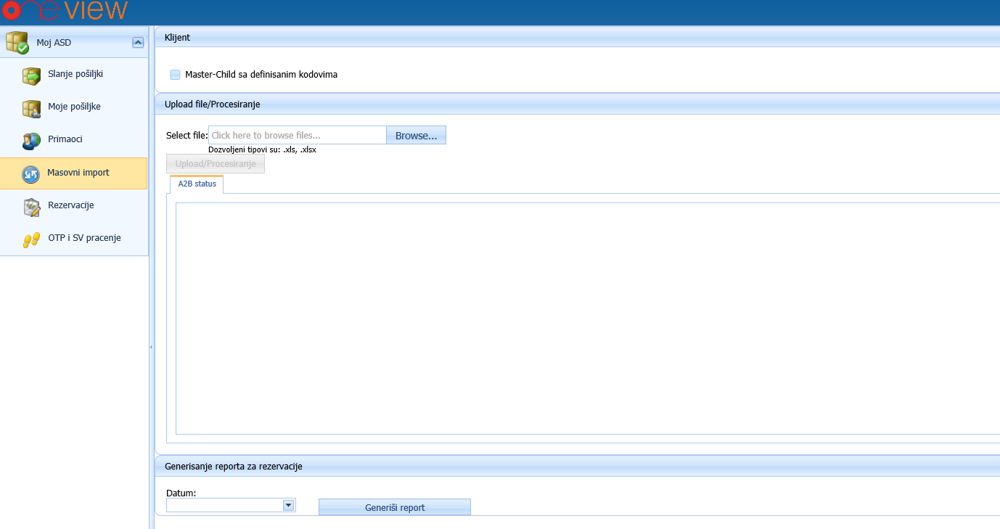 OneView
Moj ASD
Slanje pošiljki
Moje pošiljke
Primaoci
Masovni import
Rezervacije
OTP i SV pracenje
Klijent
Master-Child sa definisanim kodovima
Upload file/Procesiranje
Select file: Click here to browse files... Browse...
Dozvoljeni tipovi su: .xls, .xlsx
Upload/Procesiranje
A2B status
Generisanje reporta za rezervacije
Datum:
Generiši report